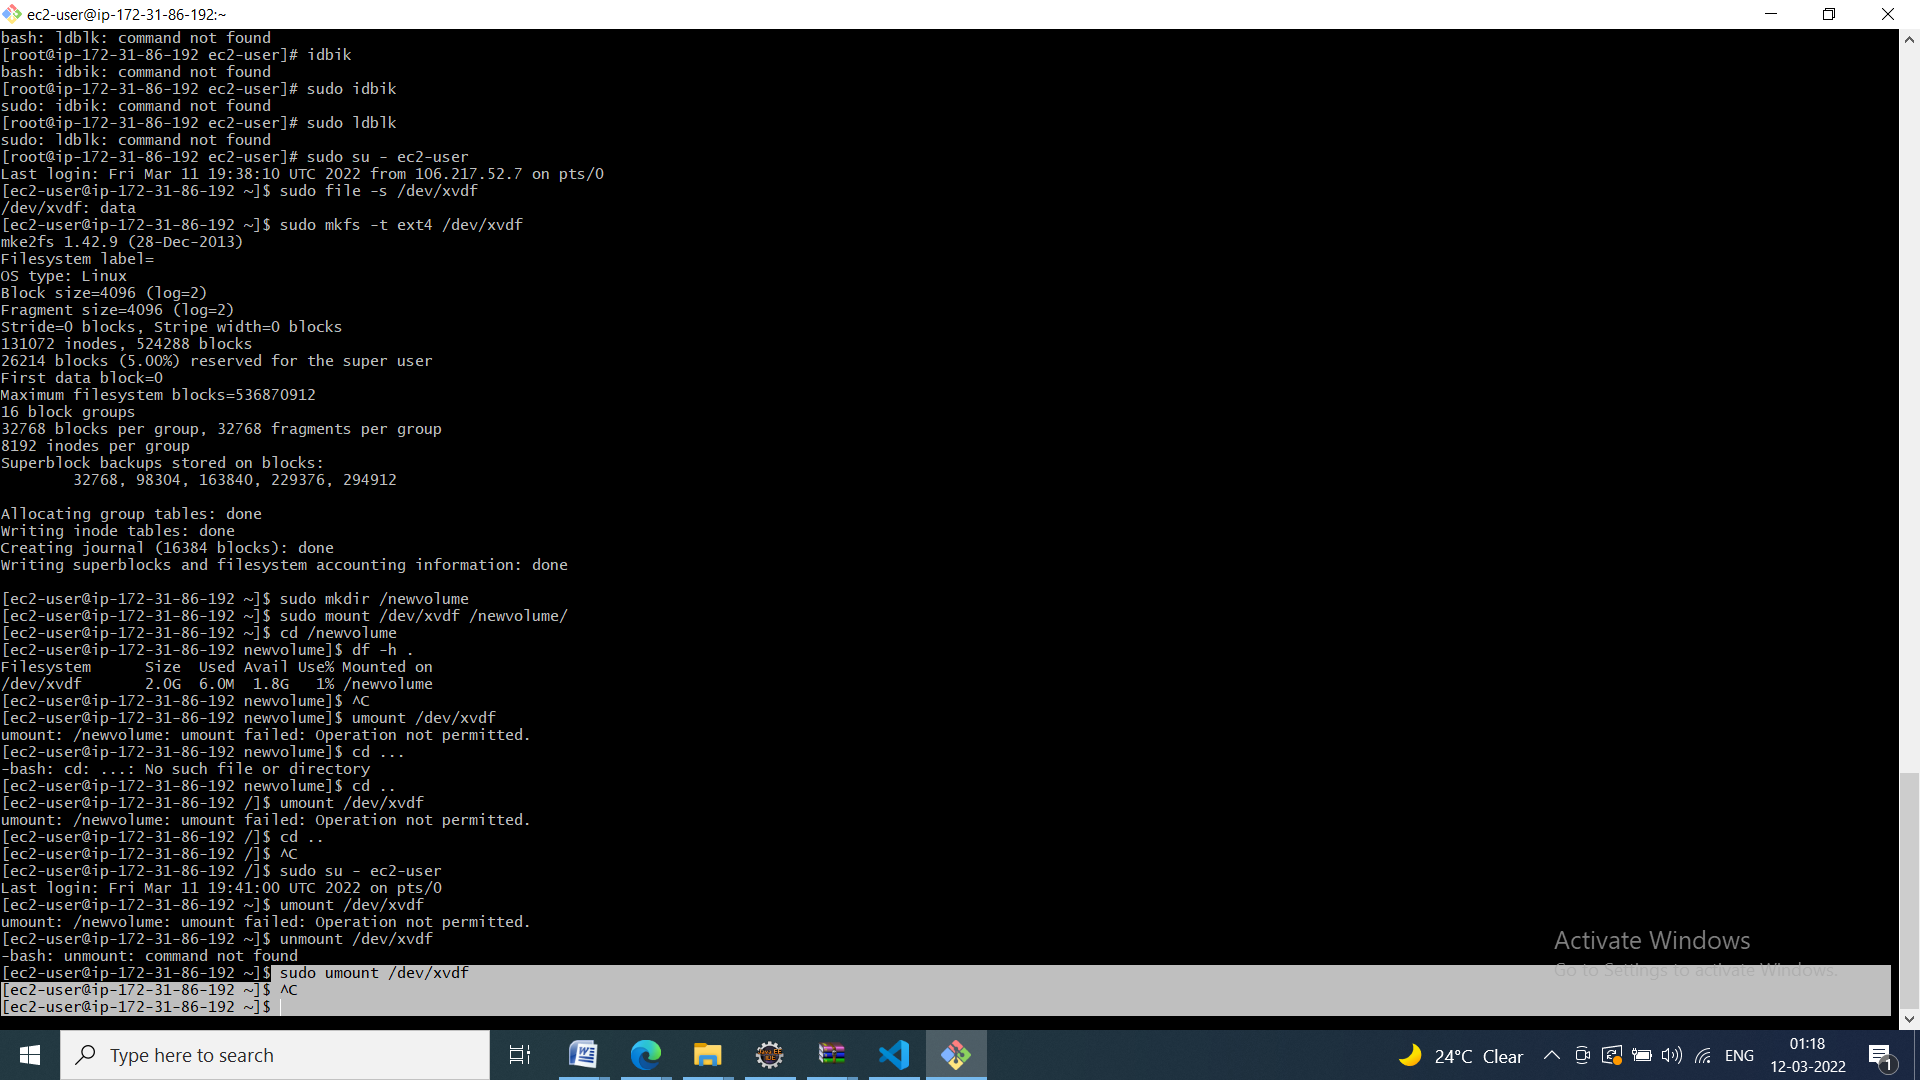 ec2-user@ip-172-31-86-192:~
bash: ldblk: command not found
[root@ip-172-31-86-192 ec2-user]# idbik
bash: idbik: command not found
[root@ip-172-31-86-192 ec2-user]# sudo idbik
sudo: idbik: command not found
[root@ip-172-31-86-192 ec2-user]# sudo ldblk
sudo: ldblk: command not found
[root@ip-172-31-86-192 ec2-user]# sudo su - ec2-user
Last login: Fri Mar 11 19:38:10 UTC 2022 from 106.217.52.7 on pts/0
[ec2-user@ip-172-31-86-192 ~]$ sudo file -s /dev/xvdf
/dev/xvdf: data
[ec2-user@ip-172-31-86-192 ~]$ sudo mkfs -t ext4 /dev/xvdf
mke2fs 1.42.9 (28-Dec-2013)
Filesystem label=
OS type: Linux
Block size=4096 (log=2)
Fragment size=4096 (log=2)
Stride=0 blocks, Stripe width=0 blocks
131072 inodes, 524288 blocks
26214 blocks (5.00%) reserved for the super user
First data block=0
Maximum filesystem blocks=536870912
16 block groups
32768 blocks per group, 32768 fragments per group
8192 inodes per group
Superblock backups stored on blocks:
        32768, 98304, 163840, 229376, 294912

Allocating group tables: done
Writing inode tables: done
Creating journal (16384 blocks): done
Writing superblocks and filesystem accounting information: done

[ec2-user@ip-172-31-86-192 ~]$ sudo mkdir /newvolume
[ec2-user@ip-172-31-86-192 ~]$ sudo mount /dev/xvdf /newvolume/
[ec2-user@ip-172-31-86-192 ~]$ cd /newvolume
[ec2-user@ip-172-31-86-192 newvolume]$ df -h .
Filesystem      Size  Used Avail Use% Mounted on
/dev/xvdf       2.0G  6.0M  1.8G   1% /newvolume
[ec2-user@ip-172-31-86-192 newvolume]$ ^C
[ec2-user@ip-172-31-86-192 newvolume]$ umount /dev/xvdf
umount: /newvolume: umount failed: Operation not permitted.
[ec2-user@ip-172-31-86-192 newvolume]$ cd ...
-bash: cd: ...: No such file or directory
[ec2-user@ip-172-31-86-192 newvolume]$ cd ..
[ec2-user@ip-172-31-86-192 /]$ umount /dev/xvdf
umount: /newvolume: umount failed: Operation not permitted.
[ec2-user@ip-172-31-86-192 /]$ cd ..
[ec2-user@ip-172-31-86-192 /]$ ^C
[ec2-user@ip-172-31-86-192 /]$ sudo su - ec2-user
Last login: Fri Mar 11 19:41:00 UTC 2022 on pts/0
[ec2-user@ip-172-31-86-192 ~]$ umount /dev/xvdf
umount: /newvolume: umount failed: Operation not permitted.
[ec2-user@ip-172-31-86-192 ~]$ unmount /dev/xvdf
-bash: unmount: command not found
[ec2-user@ip-172-31-86-192 ~]$ sudo umount /dev/xvdf
[ec2-user@ip-172-31-86-192 ~]$ ^C
[ec2-user@ip-172-31-86-192 ~]$
Activate Windows
Go to Settings to activate Windows.
Type here to search
24°C Clear
ENG
01:18
12-03-2022
1